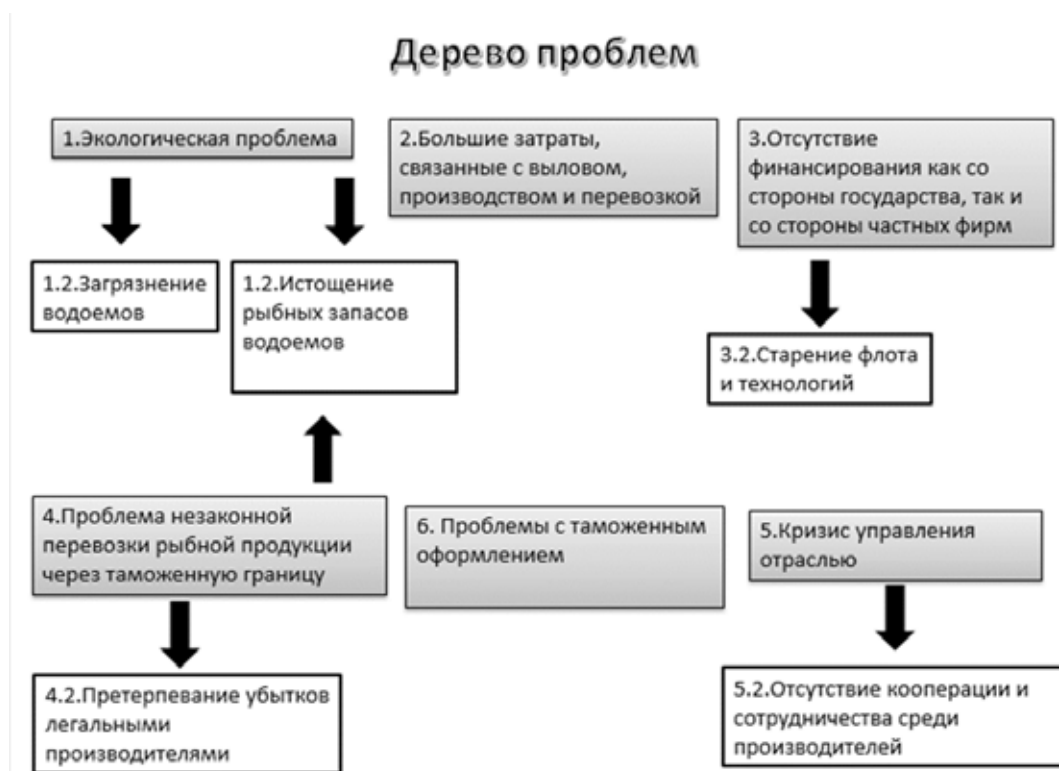 Дерево проблем
1.Экологическая проблема
2.Большие затраты,
связанные с выловом,
производством и перевозкой
3.Отсутствие
финансирования как со
стороны государства, так и
со стороны частных фирм
1.2.Загрязнение
водоемов
1.2.Истощение
рыбных запасов
водоемов
3.2.Старение флота
и технологий
4.Проблема незаконной
перевозки рыбной продукции
через таможенную границу
6. Проблемы с таможенным
оформлением
5.Кризис управления
отраслью
4.2.Претерпевание убытков
легальными
производителями
5.2.Отсутствие кооперации и
сотрудничества среди
производителей